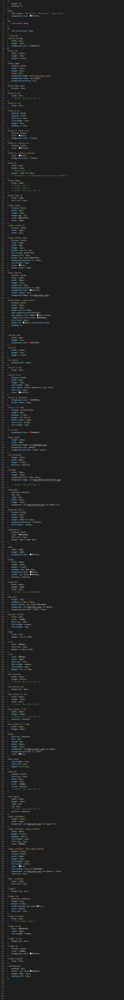 *{
margin: 0;
padding: 0;
}
body{
font-family: "Microsoft", "Helvetica", "sans-serif";
background-color: #F5F5F5;
}
ul{
list-style: none;
}
a{
text-decoration: none;
}
/* 基础设置 */
.top_bar_black{
width: auto;
height: 70px;
background-color: #242424;
}
.black_in{
width: 1110px;
height: 70px;
margin: 0 auto;
}
.black_logo{
display: block;
width: 177px;
height: 69px;
float: left;
background-image: url("img/topbar.png");
background-repeat: no-repeat;
background-position: 0 0;
}
.black_logo span{
display: none;
}
.black_in ul{
float: left;
/* border: 1px solid red; */
}
.black_in li{
float: left;
}
.black_in a{
display: block;
display: block;
font-size: 14px;
line-height: 69px;
height: 69px;
padding: 0 17px;
}
.black_in .black_f a{
display: block;
color: white;
background-color: black;
}
.black_in .black_a a{
display: block;
color: #CCCCCC;
}
.black_in .black_a a:hover{
color: white;
background-color: black;
}
.black_i{
width: auto;
height: auto;
/* margin-top: ; */
margin: -80px 0 0 70px;
/* background: url(img/topbar.png) no-repeat 0 9999px; */
}
.black_right{
float: right;
/* width: auto; */
/* height: 69px; */
/* border: 1px solid red; */
}
.black_right a{
float: right;
font-size: 10px;
}
.right_login{
display: block;
width: 28px;
height: 16px;
margin-top: 2px;
color: #787878;
float: right;
}
.right_creator a{
display: block;
float: right;
width: auto;
}
.right_creator span{
display: block;
float: right;
width: 90px;
height: 32px;
margin: 19px 0 0 1px;
box-sizing: border-box;
padding-left: 16px;
border: 1px solid #4F4F4F;
background-position: 0 -140px;
line-height: 33px;
color: #ccc;
border-radius: 20px;
}
.black_search{
display: block;
float: right;
width: 160px;
height: 32px;
margin-top: 19px;
background-position: 0 -99px;
background-color: #ffffff;
border-radius: 32px;
background-image: url(img/topbar.png);
}
.black_search .search_text{
display: block;
width: 115px;
height: 28px;
margin:1px 0 0 30px;
text-underline-position:auto;
box-shadow: 0 0 0 1000px white inset;
-webkit-text-fill-color: #9b9b9b;
list-style: 28px;
border:1px white solid;outline:none;
padding: 0;
}
.top_bar_red{
width: auto;
height: 35px;
background-color: #C20C0C;
}
.red_in{
width: 1110px;
height: 35px;
margin: 0 auto;
}
.ul_center{
padding-left: 180px;
}
.red_in ul li{
float: left;
}
.red_in ul a{
display: block;
width: auto;
height: 34px;
line-height: 34px;
font-family: Arial, Helvetica, sans-serif;
font-size: 12px;
color: #ffffff;
}
.red_in ul em:hover{
background-color: #9B0909;
border-radius: 20px;
}
.red_in li a em{
display: inline-block;
height: 20px;
padding: 0 13px;
margin: 7px 17px 0;
border-radius: 20px;
font-style: normal;
line-height: 21px;
}
.z-slt em{
background-color: #9B0909;
}
.body_lunbo{
height: 285px;
width: 100%;
background-image: url(img/bgbg.jpg);
background-size: 6000px;
background-position: center center;
}
.lb_container{
height: 285px;
width: 982px;
margin: 0 auto;
position: relative;
}
.lb_img{
width: 730px;
height: 285px;
background-size: 730px 285px;
background-image: url(img/109951165419371536.jpg);
/* border: 1px solid red; */
}
.download{
position: absolute;
top: 0px;
right: 0px;
width: 254px;
height: 285px;
background: url(img/download.png) no-repeat 0 0;
}
.download .btn {
display: block;
width: 215px;
height: 56px;
margin: 186px 0 0 19px;
background-position: 0 9999px;
text-indent: -9999px;
}
.download p{
display: block;
color: #8d8d8d;
font-size: 12px;
margin: 10px 0 30px 10px;
}
.bgr{
width: 100%;
height: 100%;
background-color: #F5F5F5;
}
.song{
width: 940px;
height: 540px;
margin: 0 auto;
padding: 20px 20px 40px;
background-color: white;
border: 1px solid #D3D3D3;
position: relative;
}
.song_hot{
width: 689px;
height: 100%;
float: left;
/* border: 1px solid #D3D3D3; */
}
.hot_bar{
height: 33px;
padding: 0 10px 0 34px;
border-bottom: 2px solid #c10d0c;
background: url(img/index.png) no-repeat;
background-position: -225px -156px;
}
.hot_bar .title{
float: left;
color: #000;
font-size: 20px;
font-weight: normal;
line-height: 28px;
}
.tab{
float: left;
margin: 7px 0 0 20px;
}
.s-3{
color: #666;
font-size: 12px;
margin: 0 10px 0 10px;
}
.s-4{
color: #666;
float: right;
font-size: 12px;
font-weight: normal;
line-height: 16px;
margin: 7px 0 0 20px;
}
.hot_content{
width: 730px;
height: 1425px;
/* border: 1px solid red; */
}
.hot_content ul{
margin-top: 20px;
}
.hot_content ul li{
width: 182px;
height: 234px;
float: left;
/* border: 1px solid blue; */
}
.hot_content li a{
width: 140px;
height: 140px;
/* border: 1px solid red; */
position: relative;
}
.hot_content li a img{
width: 140px;
height: 140px;
}
.down{
position: absolute;
left: 0px;
bottom: 0px;
width: 140px;
height: 27px;
background: url(img/coverall.png) no-repeat;
background-position: 0 -537px;
color: #ccc;
}
.down span{
line-height: 27px;
font-size: 12px;
margin: 0 0 0 5px;
}
.down_z1{
display: block;
font-size: 14px;
width: 30px;
height: auto;
color: #000;
cursor: pointer;
/* border: 1px solid red; */
}
.user_login{
width: 250px;
height: 920px;
right: 0px;
top: 0px;
/* border: 1px solid red; */
position: absolute;
}
.login_container{
height: 126px;
width: 250px;
background: url(img/index.png) no-repeat 0 0;
}
.login_container .login_content{
width: 205px;
margin: 0 auto;
padding: 16px 0;
line-height: 22px;
font-size: 12px;
color: #666;
}
.login_container .user_login_button{
margin: 0 auto;
display: block;
width: 100px;
height: 31px;
line-height: 31px;
text-align: center;
color: #fff;
text-shadow: 0 1px 0 #8a060b;
background: url(img/index.png) no-repeat 0 -195px;
font-size: 12px;
}
.down .icontent{
float: right;
font-size: 14px;
}
.singer{
margin-top: 15px;
}
.singer h3{
position: relative;
height: 23px;
margin: 0 20px;
border-bottom: 1px solid #ccc;
color: #333;
font-size: 12px;
}
.singer h3 span{
float: left;
/* font-weight: normal; */
}
.singer h3 a{
color: #666666;
float: right;
font-weight: normal;
}
.singer ul li{
margin-top: 14px;
}
.singer_a{
display: block;
color: #000;
background-color: #fafafa;
}
.singer_a_head{
float: left;
}
.imformation{
padding: 12px;
border: 1px solid #e9e9e9;
margin-right: 14px;
padding-left: 10px;
}